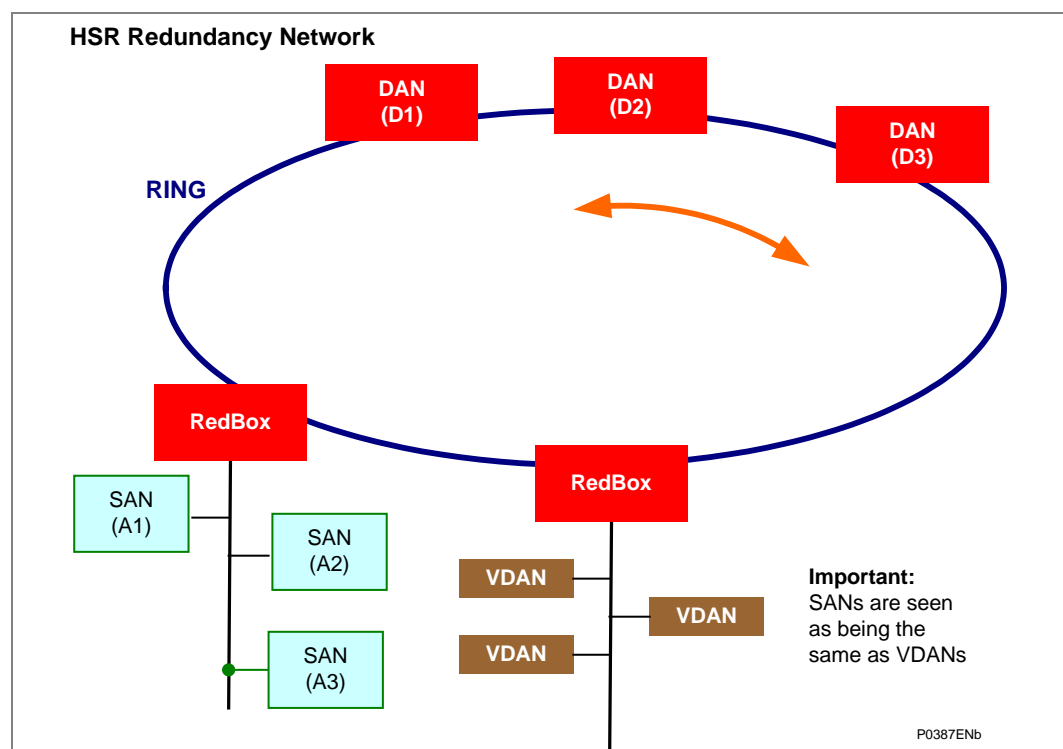 HSR Redundancy Network
DAN
(D1)
DAN
(D2)
DAN
(D3)
RING
RedBox
RedBox
SAN
(A1)
SAN
(A2)
SAN
(A3)
VDAN
VDAN
VDAN
Important:
SANs are seen
as being the
same as VDANs
P0387ENb